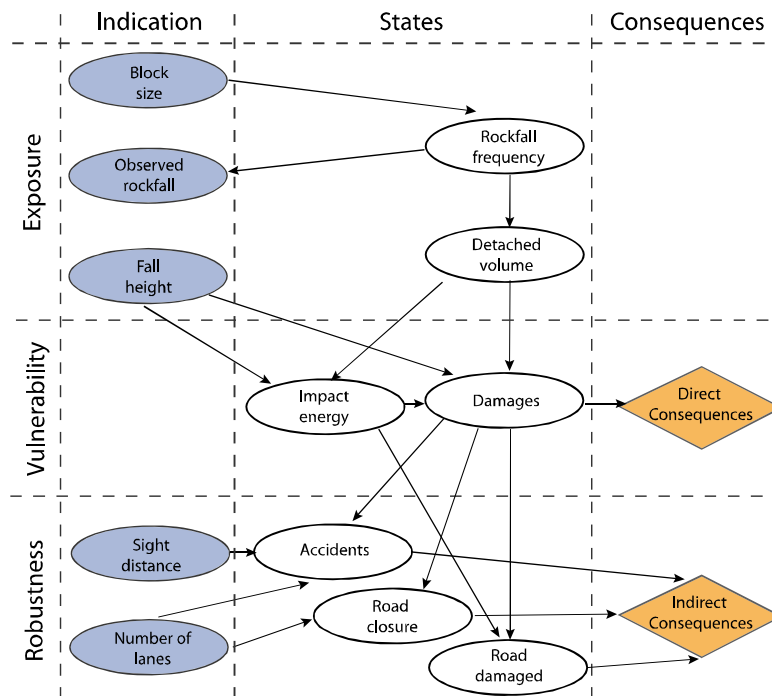 Indication
States
Consequences
Exposure
Block
size
Rockfall
frequency
Observed
rockfall
Detached
volume
Fall
height
Vulnerability
Impact
energy
Damages
Direct
Consequences
Robustness
Sight
distance
Accidents
Road
closure
Indirect
Consequences
Number of
lanes
Road
damaged